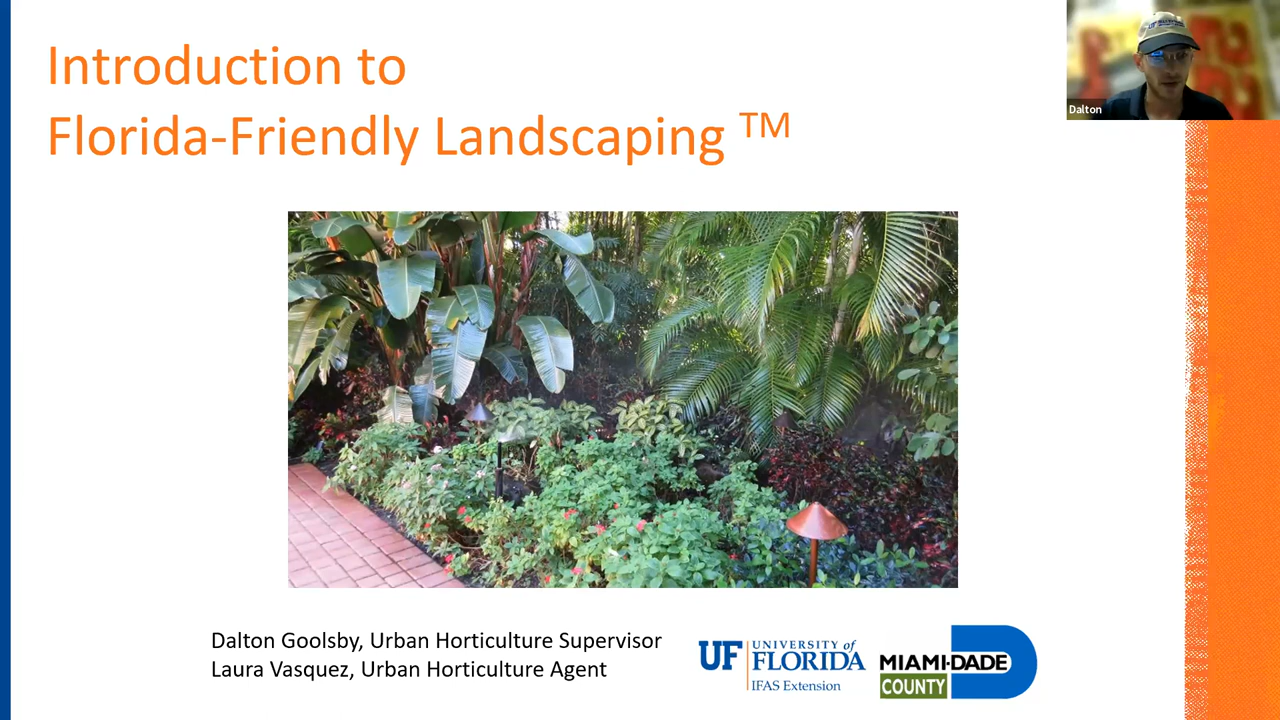 Introduction to
Florida-Friendly Landscaping TM
Dalton
Dalton Goolsby, Urban Horticulture Supervisor
Laura Vasquez, Urban Horticulture Agent
UF UNIVERSITY of
FLORIDA
IFAS Extension
MIAMI-DADE
COUNTY